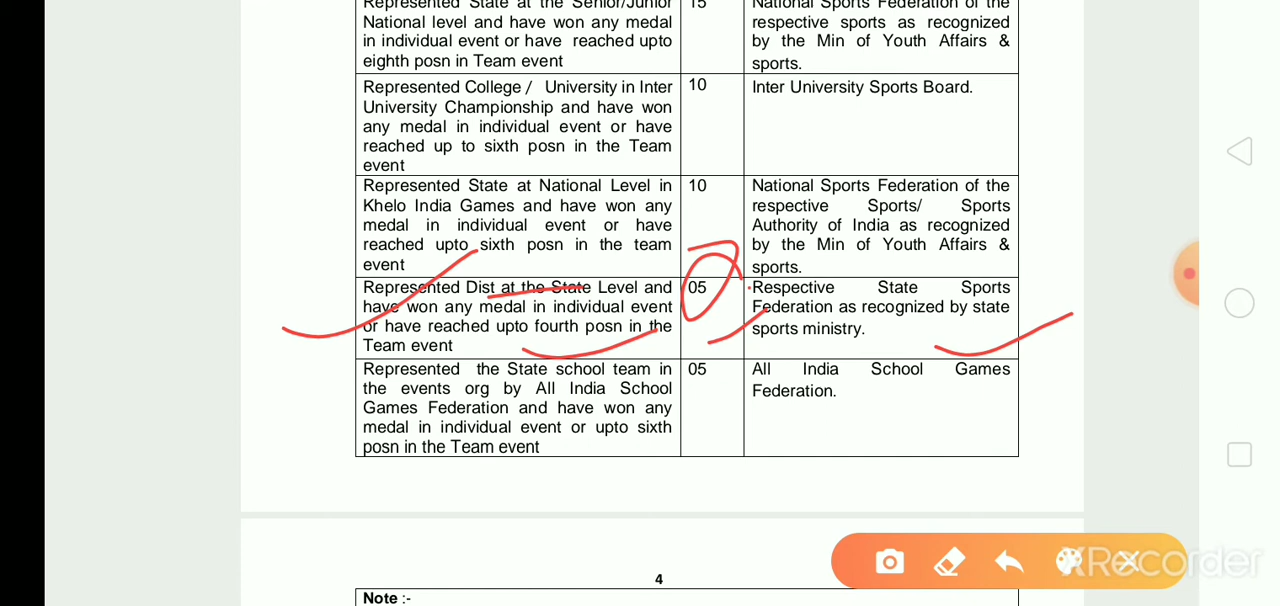 Represented State at the Senior/Junior
National level and have won any medal
in individual event or have reached upto
eighth posn in Team event
15
National Sports Federation of the
respective sports as recognized
by the Min of Youth Affairs &
sports.
Represented College / University in Inter
University Championship and have won
any medal in individual event or have
reached up to sixth posn in the Team
event
10
Inter University Sports Board.
Represented State at National Level in
Khelo India Games and have won any
medal in individual event or have
reached upto sixth posn in the team
event
10
National Sports Federation of the
respective Sports/ Sports
Authority of India as recognized
by the Min of Youth Affairs &
sports.
Represented Dist at the State Level and
have won any medal in individual event
or have reached upto fourth posn in the
Team event
05
Respective State Sports
Federation as recognized by state
sports ministry.
Represented the State school team in
the events org by All India School
Games Federation and have won any
medal in individual event or upto sixth
posn in the Team event
05
All India School Games
Federation.
4
Note :-
XRecorder